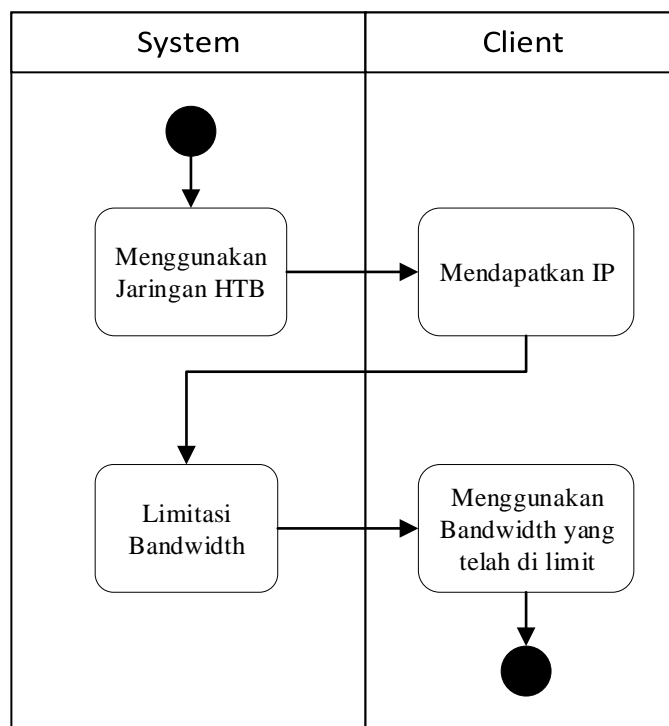 System
Client
Menggunakan
Jaringan HTB
Mendapatkan IP
Limitasi
Bandwidth
Menggunakan
Bandwidth yang
telah di limit